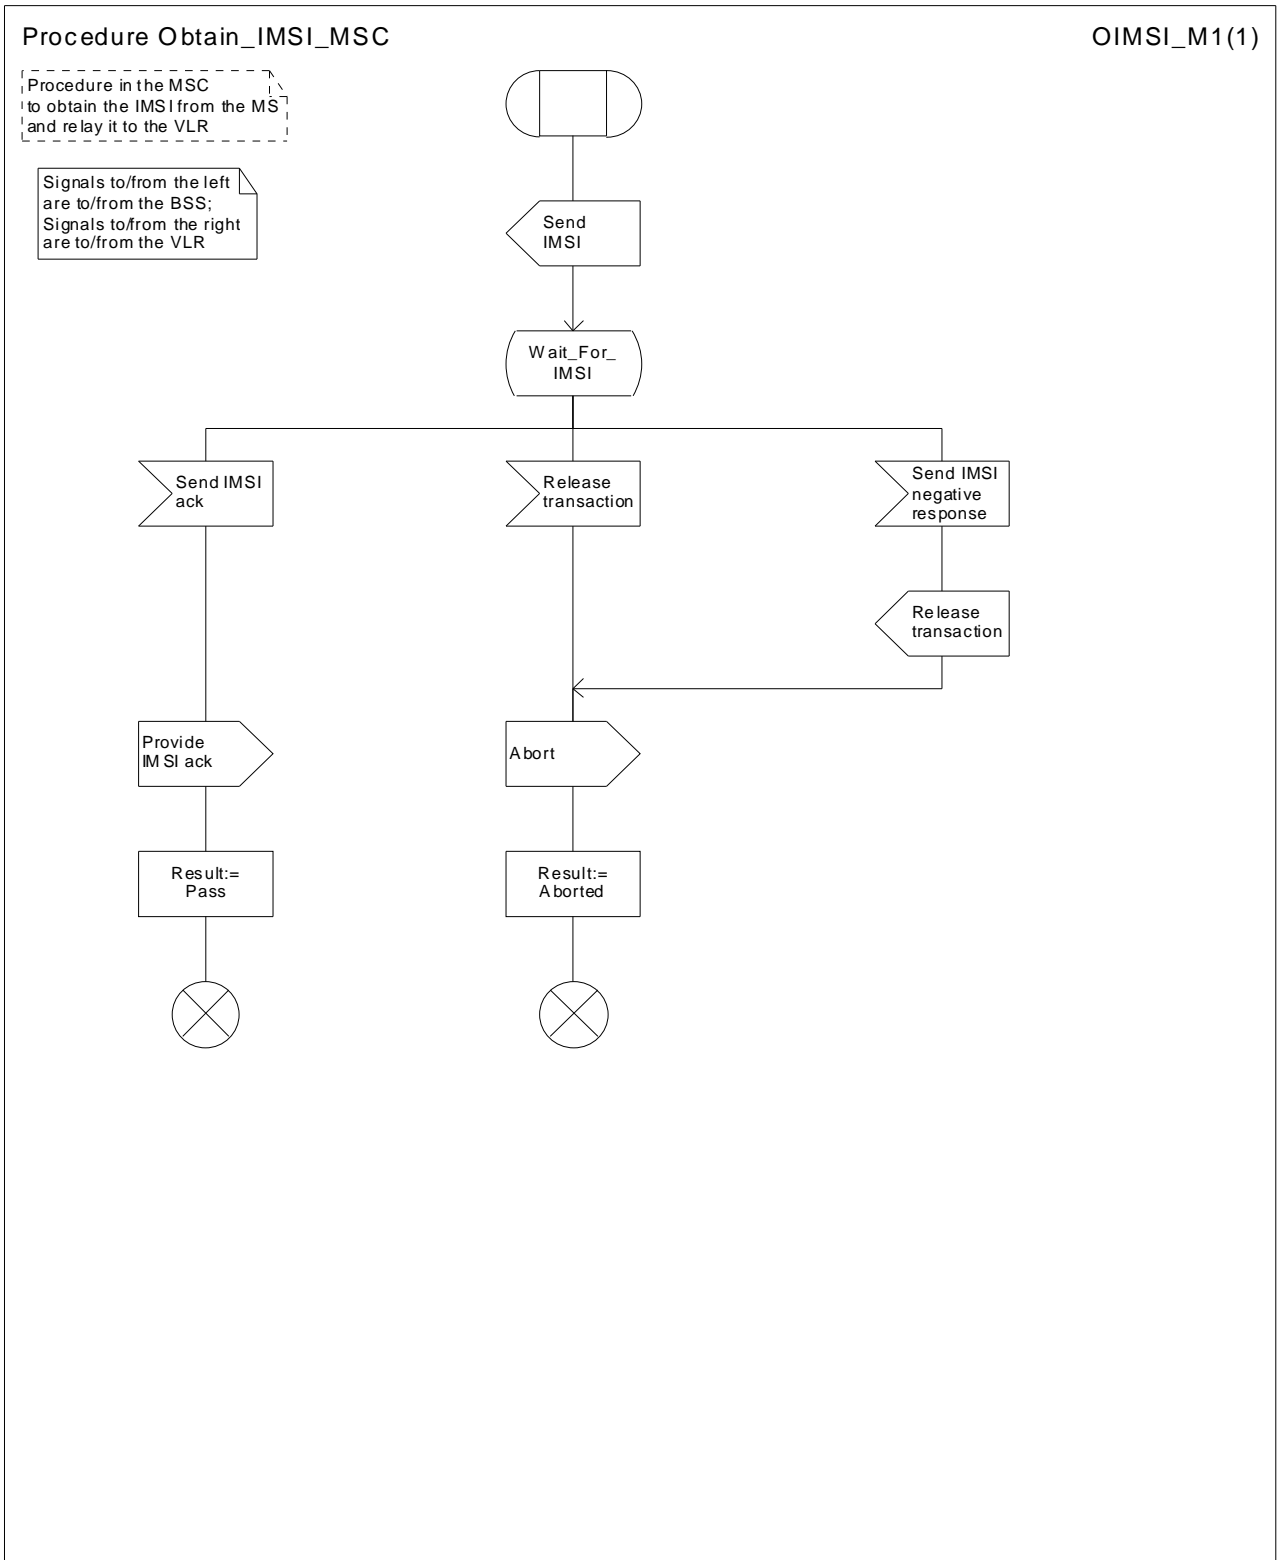 Procedure Obtain_IMSI_MSC
OIMSI_M1(1)
Procedure in the MSC
to obtain the IMSI from the MS
and relay it to the VLR
Signals to/from the left
are to/from the BSS;
Signals to/from the right
are to/from the VLR
Send
IMSI
Wait_For_
IMSI
Send IMSI
ack
Release
transaction
Send IMSI
negative
response
Release
transaction
Provide
IMSI ack
Abort
Result:=
Pass
Result:=
Aborted